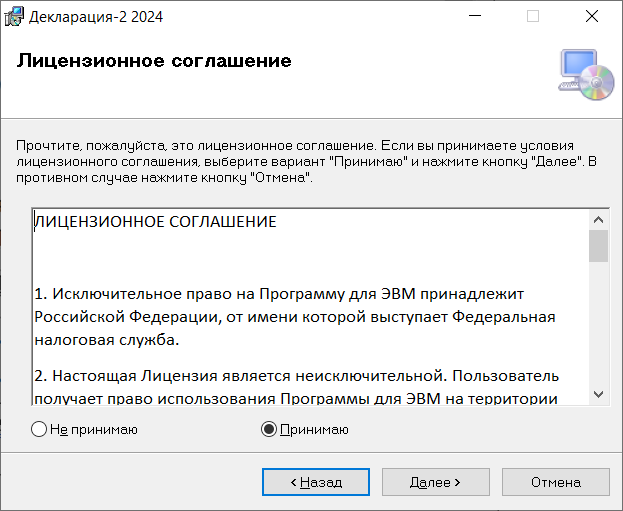 Декларация-2 2024
Лицензионное соглашение
Прочтите, пожалуйста, это лицензионное соглашение. Если вы принимаете условия
лицензионного соглашения, выберите вариант "Принимаю" и нажмите кнопку "Далее". В
противном случае нажмите кнопку "Отмена".
ЛИЦЕНЗИОННОЕ СОГЛАШЕНИЕ
1. Исключительное право на Программу для ЭВМ принадлежит
Российской Федерации, от имени которой выступает Федеральная
налоговая служба.
2. Настоящая Лицензия является неисключительной. Пользователь
получает право использования Программы для ЭВМ на территории
Не принимаю
Принимаю
< Назад
Далее >
Отмена